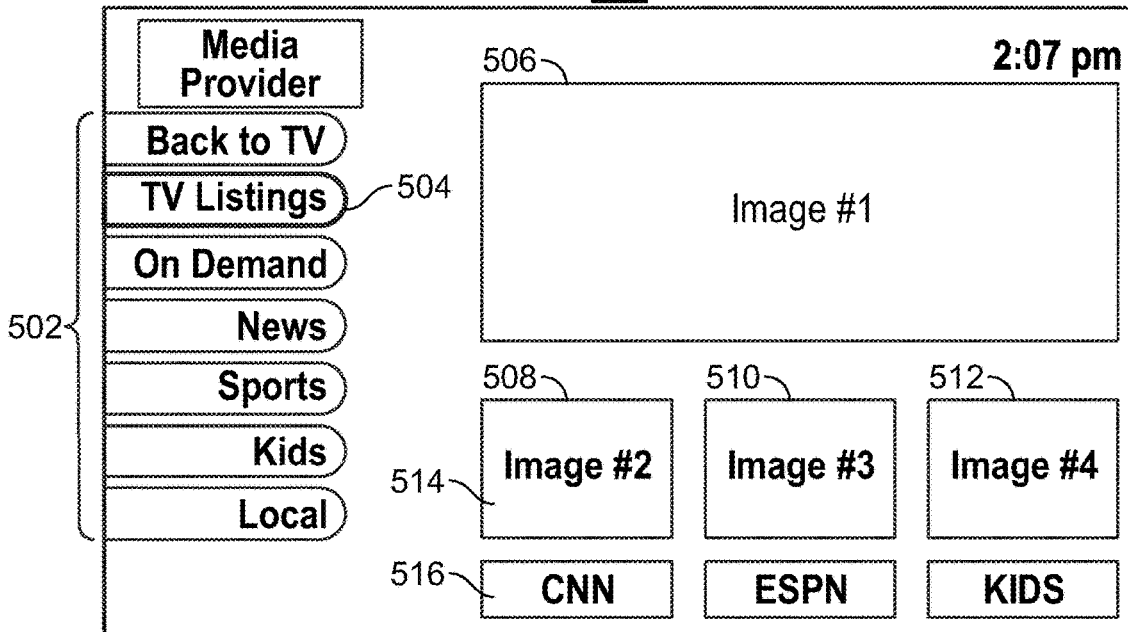 Media
Provider
2:07 pm
506
Back to TV
TV Listings
504
Image #1
On Demand
502
News
Sports
508
510
512
Kids
Image #2
Image #3
Image #4
514
Local
516
CNN
ESPN
KIDS